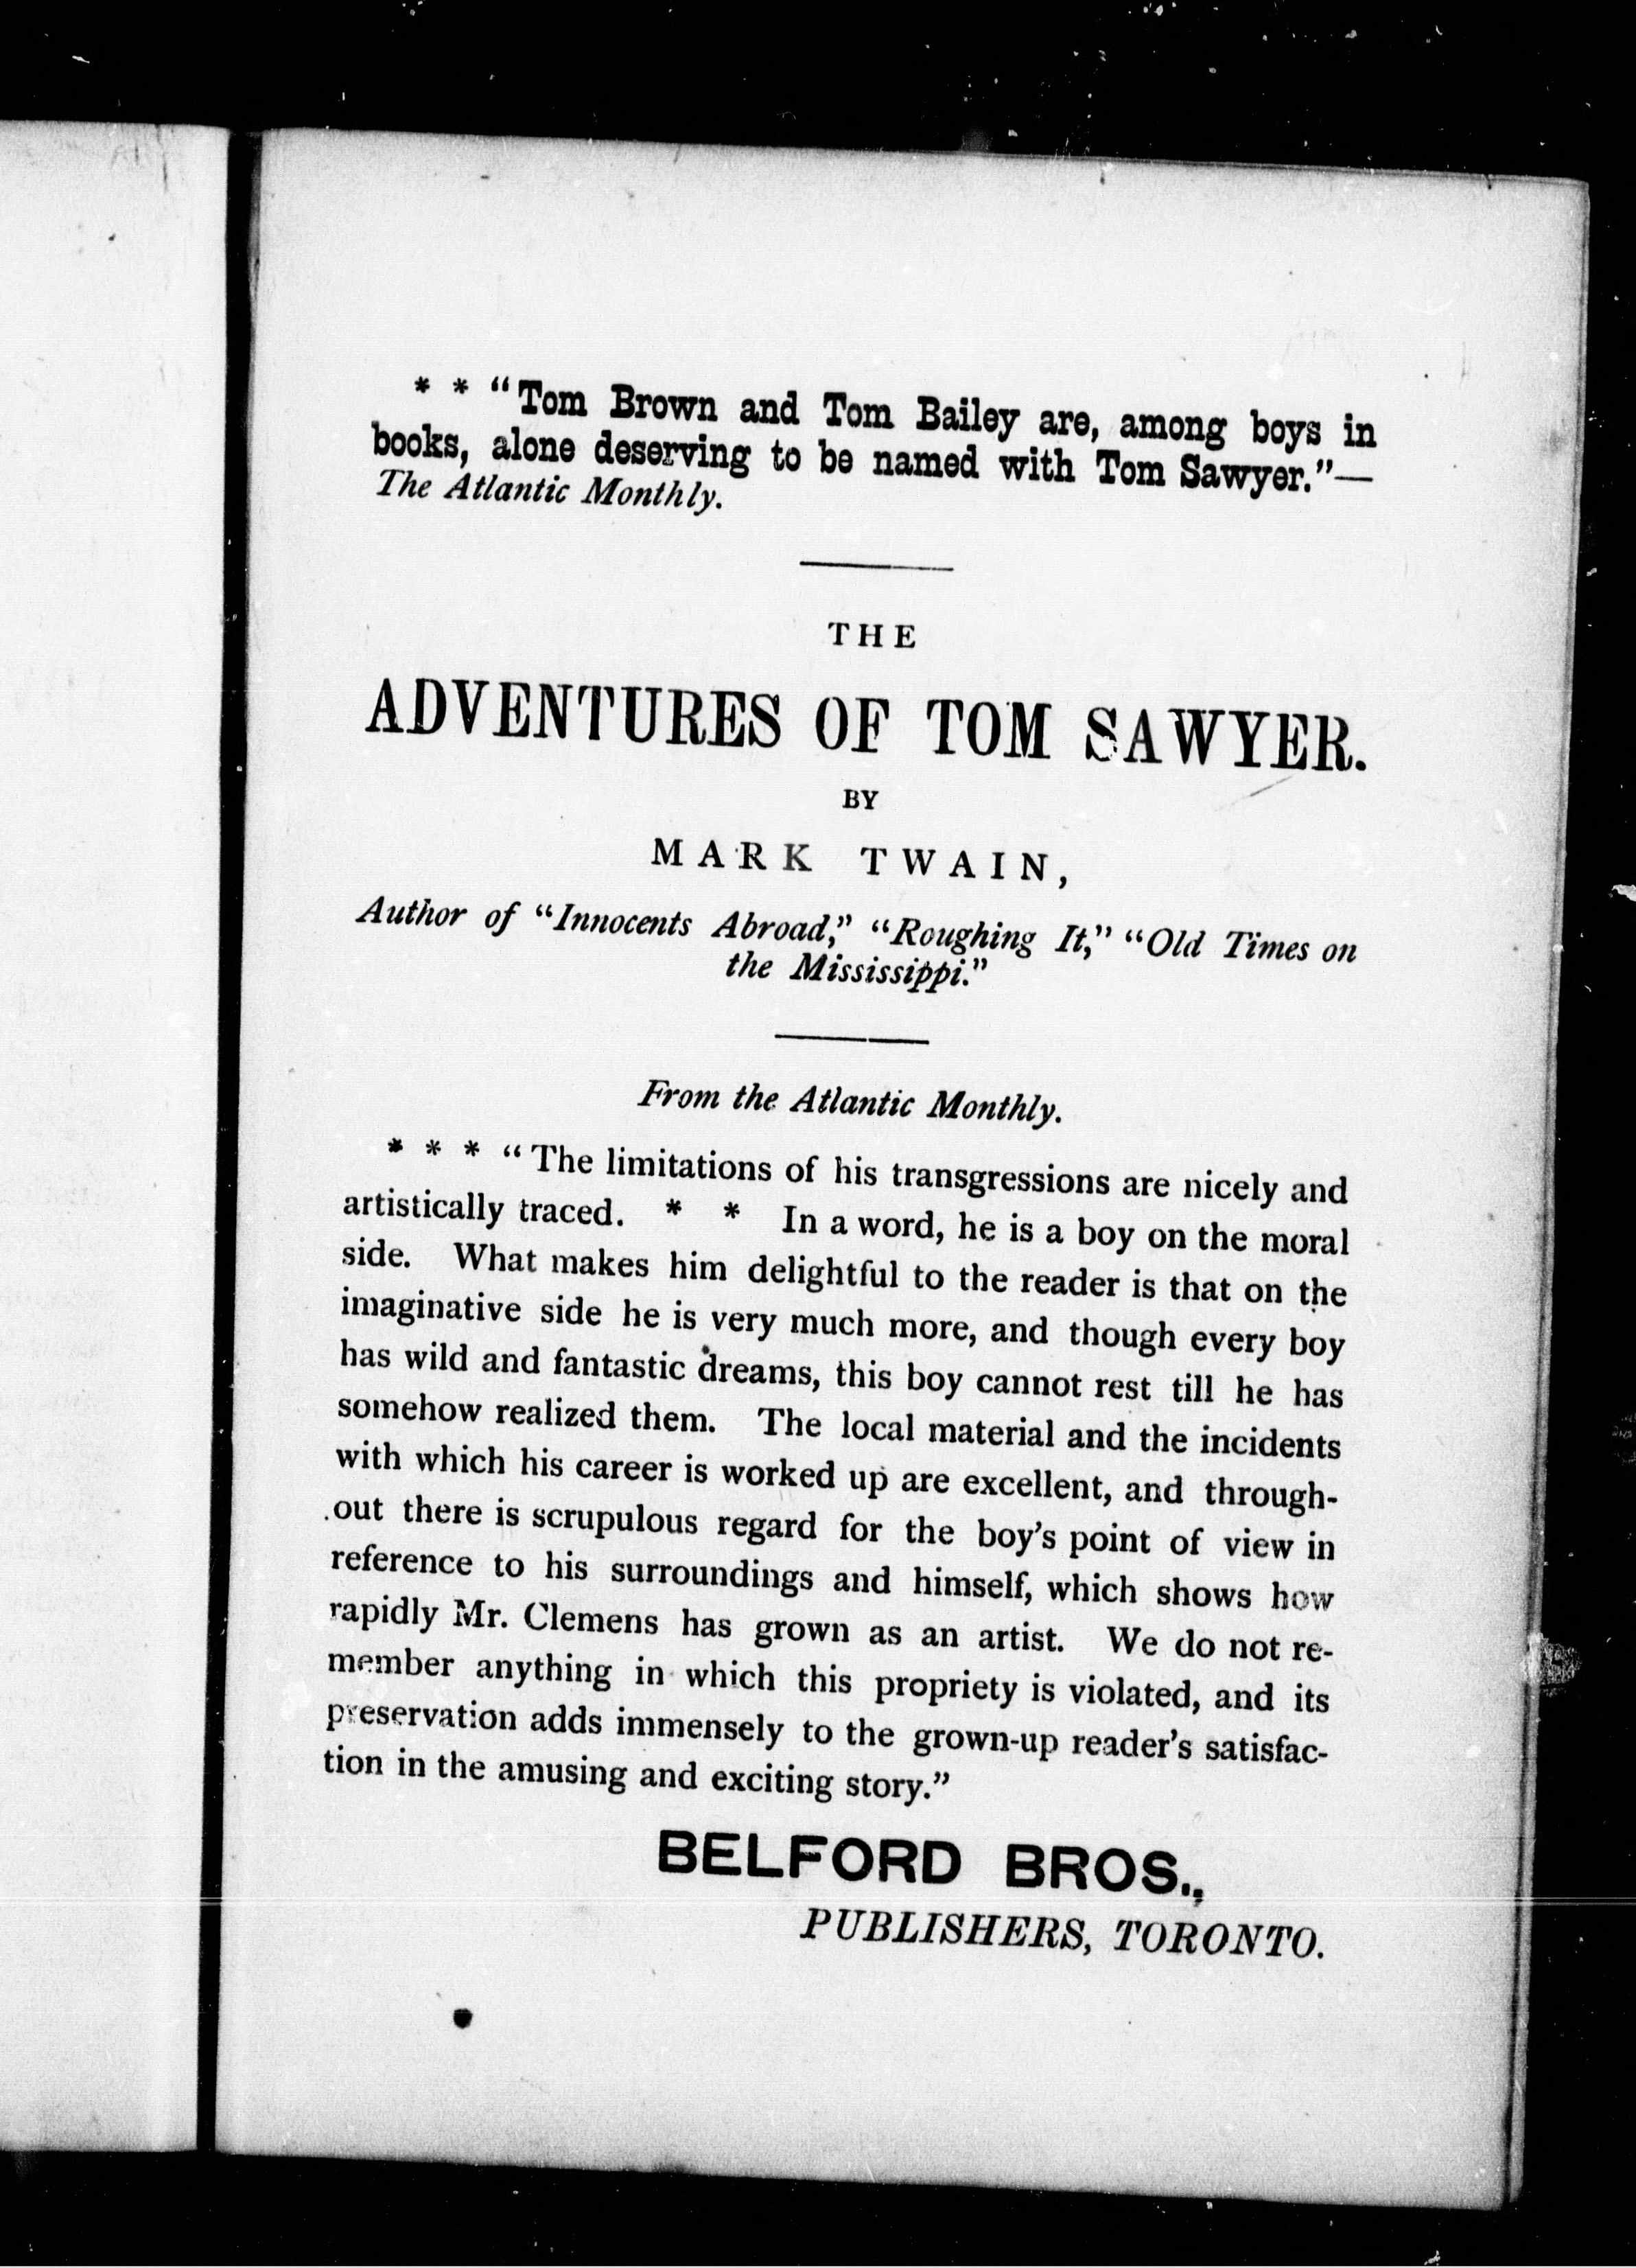 * * “Tom Brown and Tom Bailey are, among boys in
books, alone deserving to be named with Tom Sawyer.”—
The Atlantic Monthly.
THE
ADVENTURES OF TOM SAWYER.
BY
MARK TWAIN,
Author of “Innocents Abroad,” “Roughing It,” “Old Times on
the Mississippi.”
From the Atlantic Monthly.
* * * “The limitations of his transgressions are nicely and
artistically traced. * * In a word, he is a boy on the moral
side. What makes him delightful to the reader is that on the
imaginative side he is very much more, and though every boy
has wild and fantastic dreams, this boy cannot rest till he has
somehow realized them. The local material and the incidents
with which his career is worked up are excellent, and through-
out there is scrupulous regard for the boy’s point of view in
reference to his surroundings and himself, which shows how
rapidly Mr. Clemens has grown as an artist. We do not re-
member anything in which this propriety is violated, and its
preservation adds immensely to the grown-up reader’s satisfac-
tion in the amusing and exciting story.”
BELFORD BROS.,
PUBLISHERS, TORONTO.